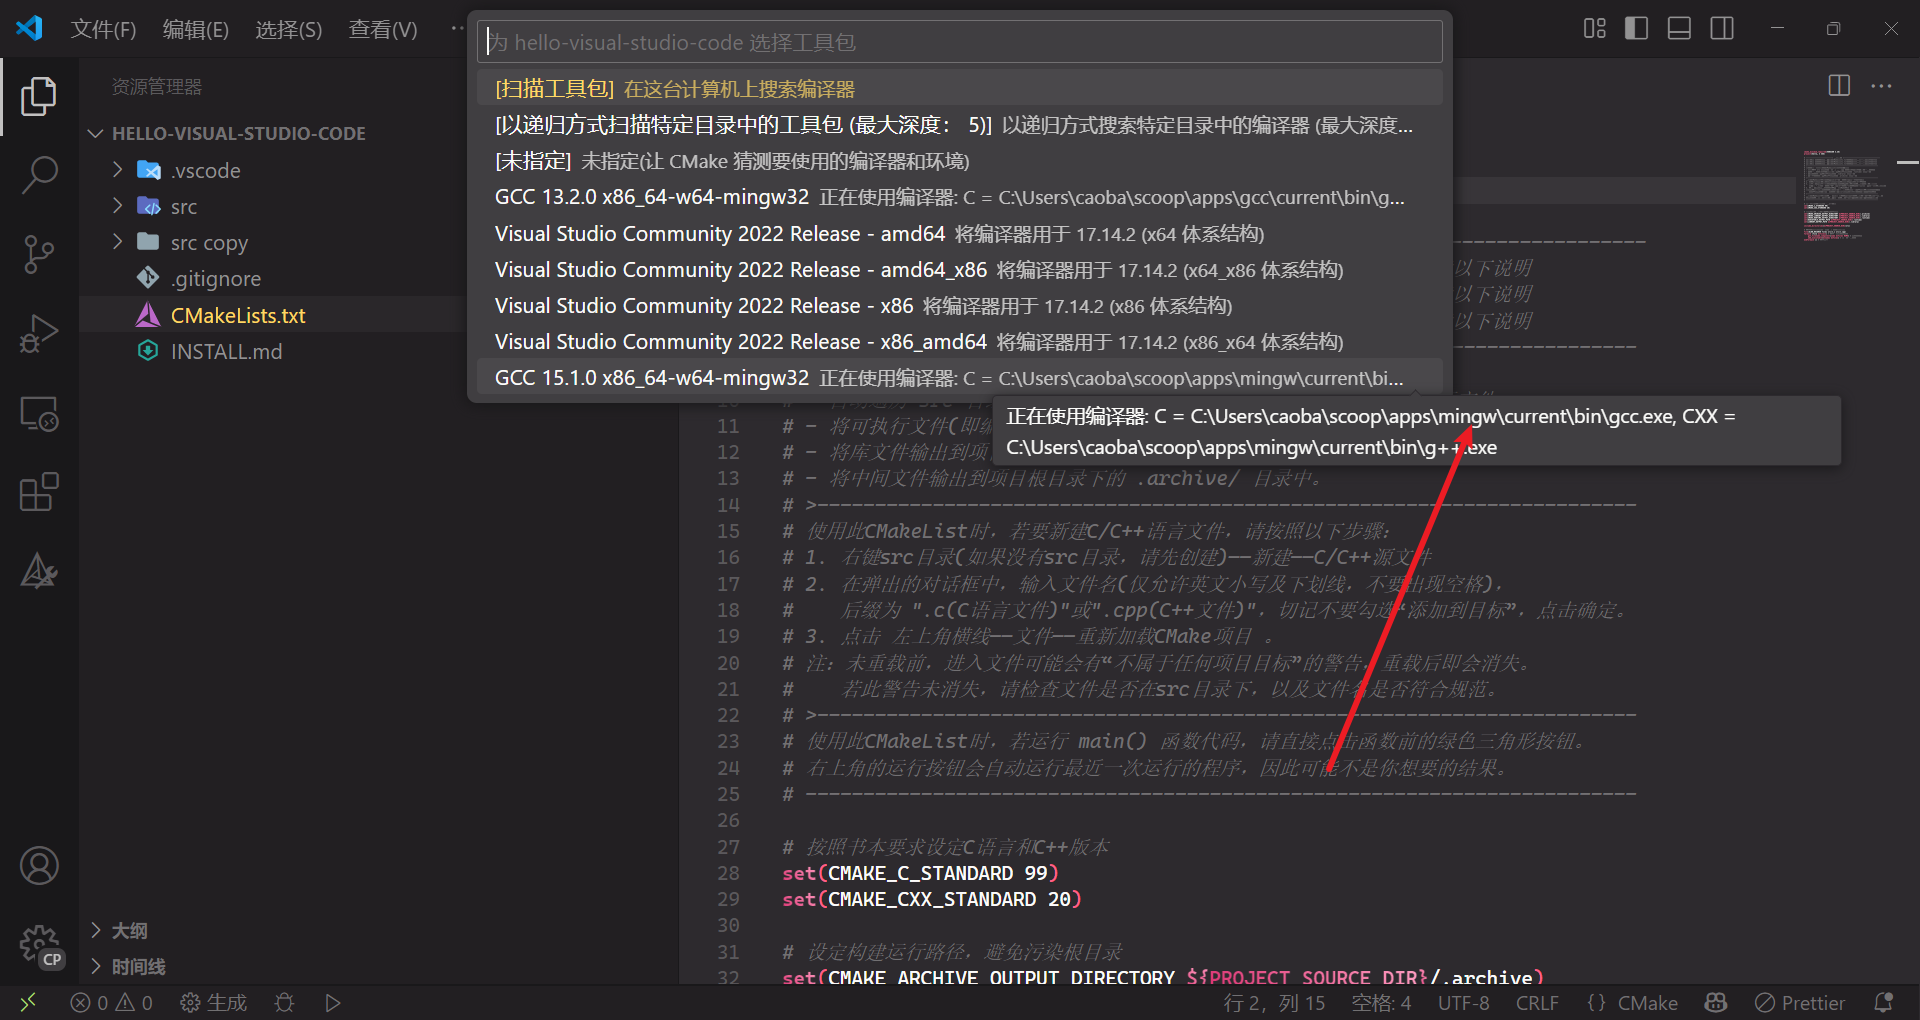 文件(F) 编辑(E) 选择(S) 查看(V) ···
为 hello-visual-studio-code 选择工具包
[扫描工具包] 在这台计算机上搜索编译器
[以递归方式扫描特定目录中的工具包 (最大深度： 5)] 以递归方式搜索特定目录中的编译器 (最大深度...
[未指定] 未指定(让 CMake 猜测要使用的编译器和环境)
GCC 13.2.0 x86_64-w64-mingw32 正在使用编译器: C = C:\Users\caoba\scoop\apps\gcc\current\bin\g...
Visual Studio Community 2022 Release - amd64 将编译器用于 17.14.2 (x64 体系结构)
Visual Studio Community 2022 Release - amd64_x86 将编译器用于 17.14.2 (x64_x86 体系结构)
Visual Studio Community 2022 Release - x86 将编译器用于 17.14.2 (x86 体系结构)
Visual Studio Community 2022 Release - x86_amd64 将编译器用于 17.14.2 (x86_x64 体系结构)
GCC 15.1.0 x86_64-w64-mingw32 正在使用编译器: C = C:\Users\caoba\scoop\apps\mingw\current\bi...
正在使用编译器: C = C:\Users\caoba\scoop\apps\mingw\current\bin\gcc.exe, CXX =
C:\Users\caoba\scoop\apps\mingw\current\bin\g++.exe
资源管理器
HELLO-VISUAL-STUDIO-CODE
.vscode
src
src copy
.gitignore
CMakeLists.txt
INSTALL.md
大纲
时间线
CP
以下说明
以下说明
以下说明
11 # - 将可执行文件(即编
12 # - 将库文件输出到项
13 # - 将中间文件输出到项目根目录下的 .archive/ 目录中。
14 # >------------------------------------------------------------------------
15 # 使用此CMakeList时，若要新建C/C++语言文件，请按照以下步骤：
16 # 1. 右键src目录(如果没有src目录，请先创建)——新建——C/C++源文件
17 # 2. 在弹出的对话框中，输入文件名(仅允许英文小写及下划线，不要出现空格)，
18 # 后缀为 ".c(C语言文件)"或".cpp(C++文件)"，切记不要勾选“添加到目标”，点击确定。
19 # 3. 点击 左上角横线——文件——重新加载CMake项目 。
20 # 注：未重载前，进入文件可能会有“不属于任何项目目标”的警告，重载后即会消失。
21 # 若此警告未消失，请检查文件是否在src目录下，以及文件名是否符合规范。
22 # >------------------------------------------------------------------------
23 # 使用此CMakeList时，若运行 main() 函数代码，请直接点击函数前的绿色三角形按钮。
24 # 右上角的运行按钮会自动运行最近一次运行的程序，因此可能不是你想要的结果。
25 # -------------------------------------------------------------------------
26
27 # 按照书本要求设定C语言和C++版本
28 set(CMAKE_C_STANDARD 99)
29 set(CMAKE_CXX_STANDARD 20)
30
31 # 设定构建运行路径，避免污染根目录
32 set(CMAKE_ARCHIVE_OUTPUT_DIRECTORY ${PROJECT_SOURCE_DIR}/.archive)
0 0 生成 行 2，列 15 空格: 4 UTF-8 CRLF {} CMake Prettier